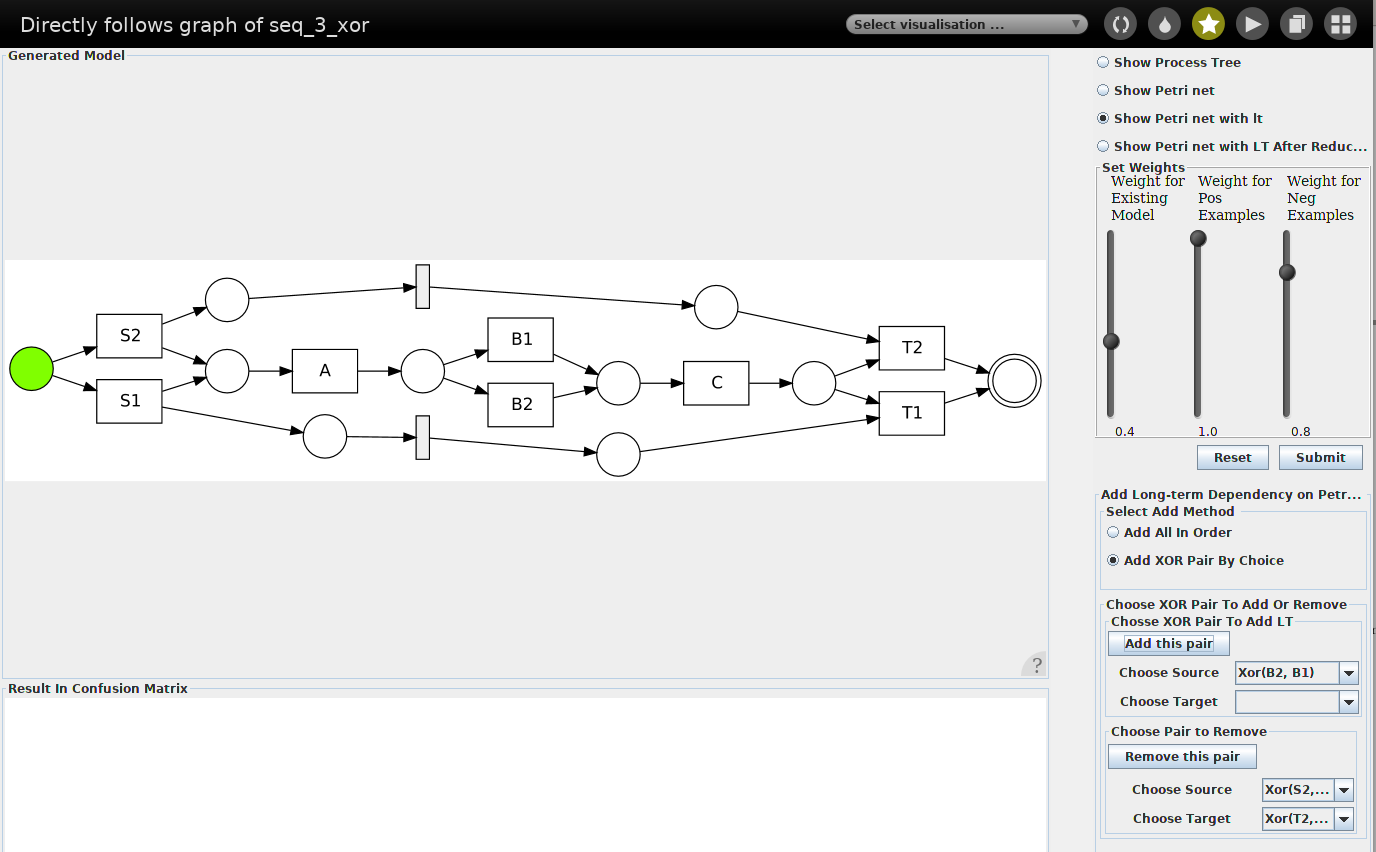 Directly follows graph of seq_3_xor
Select visualisation ...
Generated Model
S2
S1
A
B1
B2
C
T2
T1
?
Result In Confusion Matrix
Show Process Tree
Show Petri net
Show Petri net with lt
Show Petri net with LT After Reduc...
Set Weights
Weight for
Existing
Model
Weight for
Pos
Examples
Weight for
Neg
Examples
0.4
1.0
0.8
Reset
Submit
Add Long-term Dependency on Petr...
Select Add Method
Add All In Order
Add XOR Pair By Choice
Choose XOR Pair To Add Or Remove
Chosse XOR Pair To Add LT
Add this pair
Choose Source
Xor(B2, B1)
Choose Target
Choose Pair to Remove
Remove this pair
Choose Source
Xor(S2,...
Choose Target
Xor(T2,...